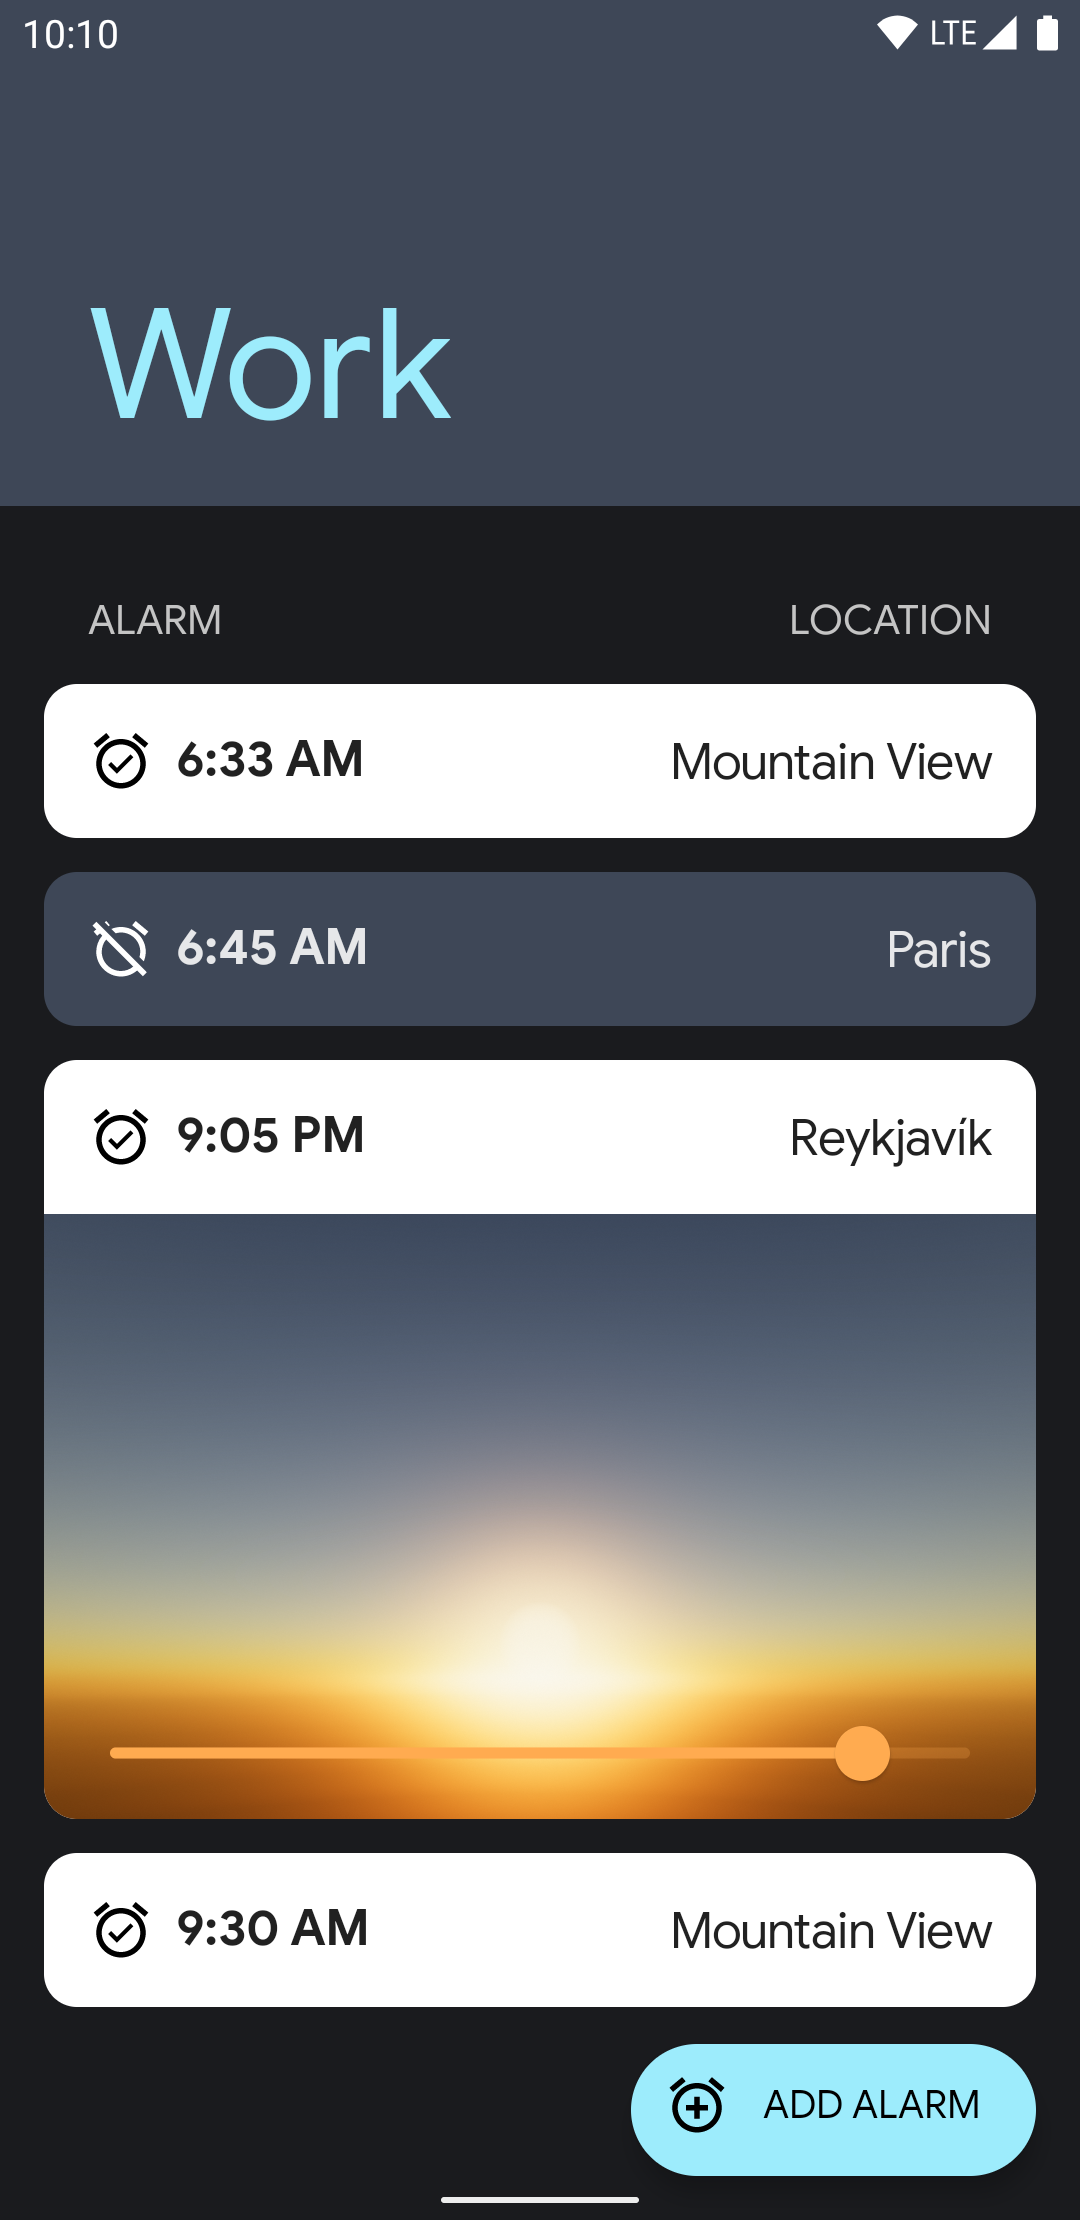 10:10 LTE
Work
ALARM LOCATION
6:33 AM Mountain View
6:45 AM Paris
9:05 PM Reykjavík
9:30 AM Mountain View
ADD ALARM